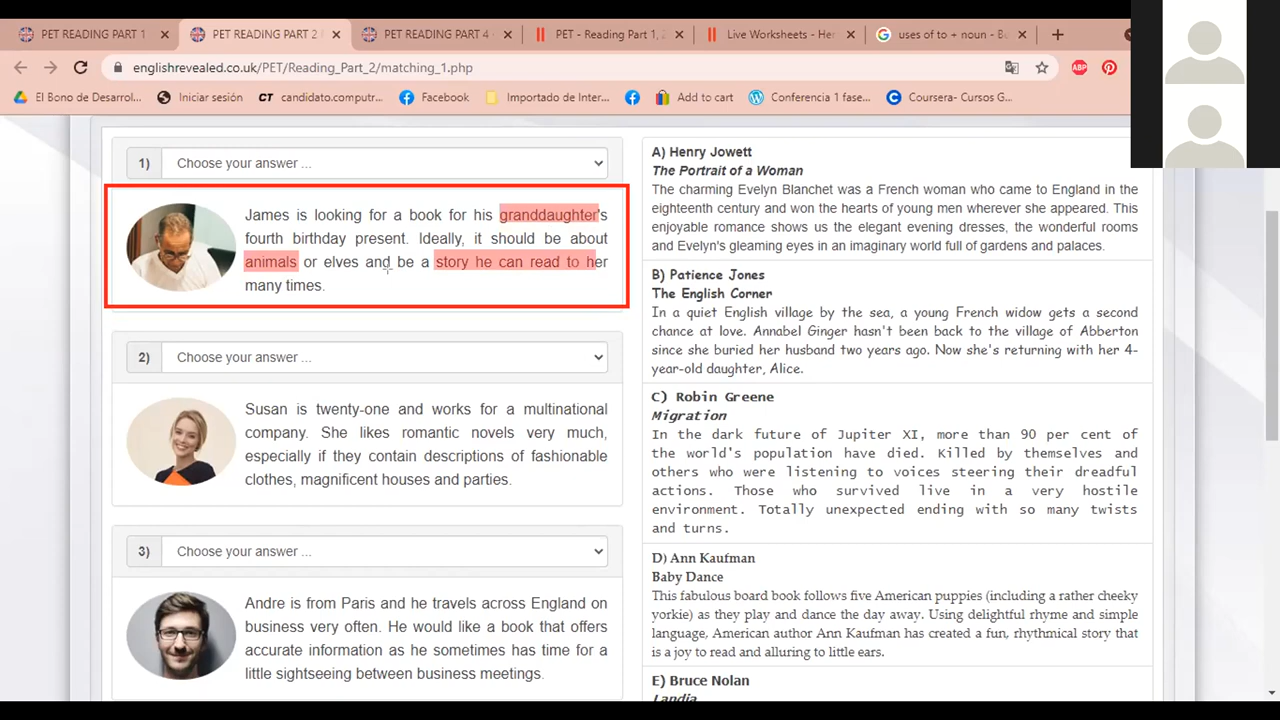 PET READING PART 1
PET READING PART 2
PET READING PART 4
PET - Reading Part 1, 2
Live Worksheets - Her
uses of to + noun - Bu
englishrevealed.co.uk/PET/Reading_Part_2/matching_1.php
ABP
El Bono de Desarrol...
Iniciar sesión
CT candidato.computr...
Facebook
Importado de Inter...
Add to cart
Conferencia 1 fase...
Coursera- Cursos G...
1) Choose your answer ...
James is looking for a book for his granddaughter's
fourth birthday present. Ideally, it should be about
animals or elves and be a story he can read to her
many times.
2) Choose your answer ...
Susan is twenty-one and works for a multinational
company. She likes romantic novels very much,
especially if they contain descriptions of fashionable
clothes, magnificent houses and parties.
3) Choose your answer ...
Andre is from Paris and he travels across England on
business very often. He would like a book that offers
accurate information as he sometimes has time for a
little sightseeing between business meetings.
A) Henry Jowett
The Portrait of a Woman
The charming Evelyn Blanchet was a French woman who came to England in the
eighteenth century and won the hearts of young men wherever she appeared. This
enjoyable romance shows us the elegant evening dresses, the wonderful rooms
and Evelyn's gleaming eyes in an imaginary world full of gardens and palaces.
B) Patience Jones
The English Corner
In a quiet English village by the sea, a young French widow gets a second
chance at love. Annabel Ginger hasn't been back to the village of Abberton
since she buried her husband two years ago. Now she's returning with her 4-
year-old daughter, Alice.
C) Robin Greene
Migration
In the dark future of Jupiter XI, more than 90 per cent of
the world's population have died. Killed by themselves and
others who were listening to voices steering their dreadful
actions. Those who survived live in a very hostile
environment. Totally unexpected ending with so many twists
and turns.
D) Ann Kaufman
Baby Dance
This fabulous board book follows five American puppies (including a rather cheeky
yorkie) as they play and dance the day away. Using delightful rhyme and simple
language, American author Ann Kaufman has created a fun, rhythmical story that
is a joy to read and alluring to little ears.
E) Bruce Nolan
Landia